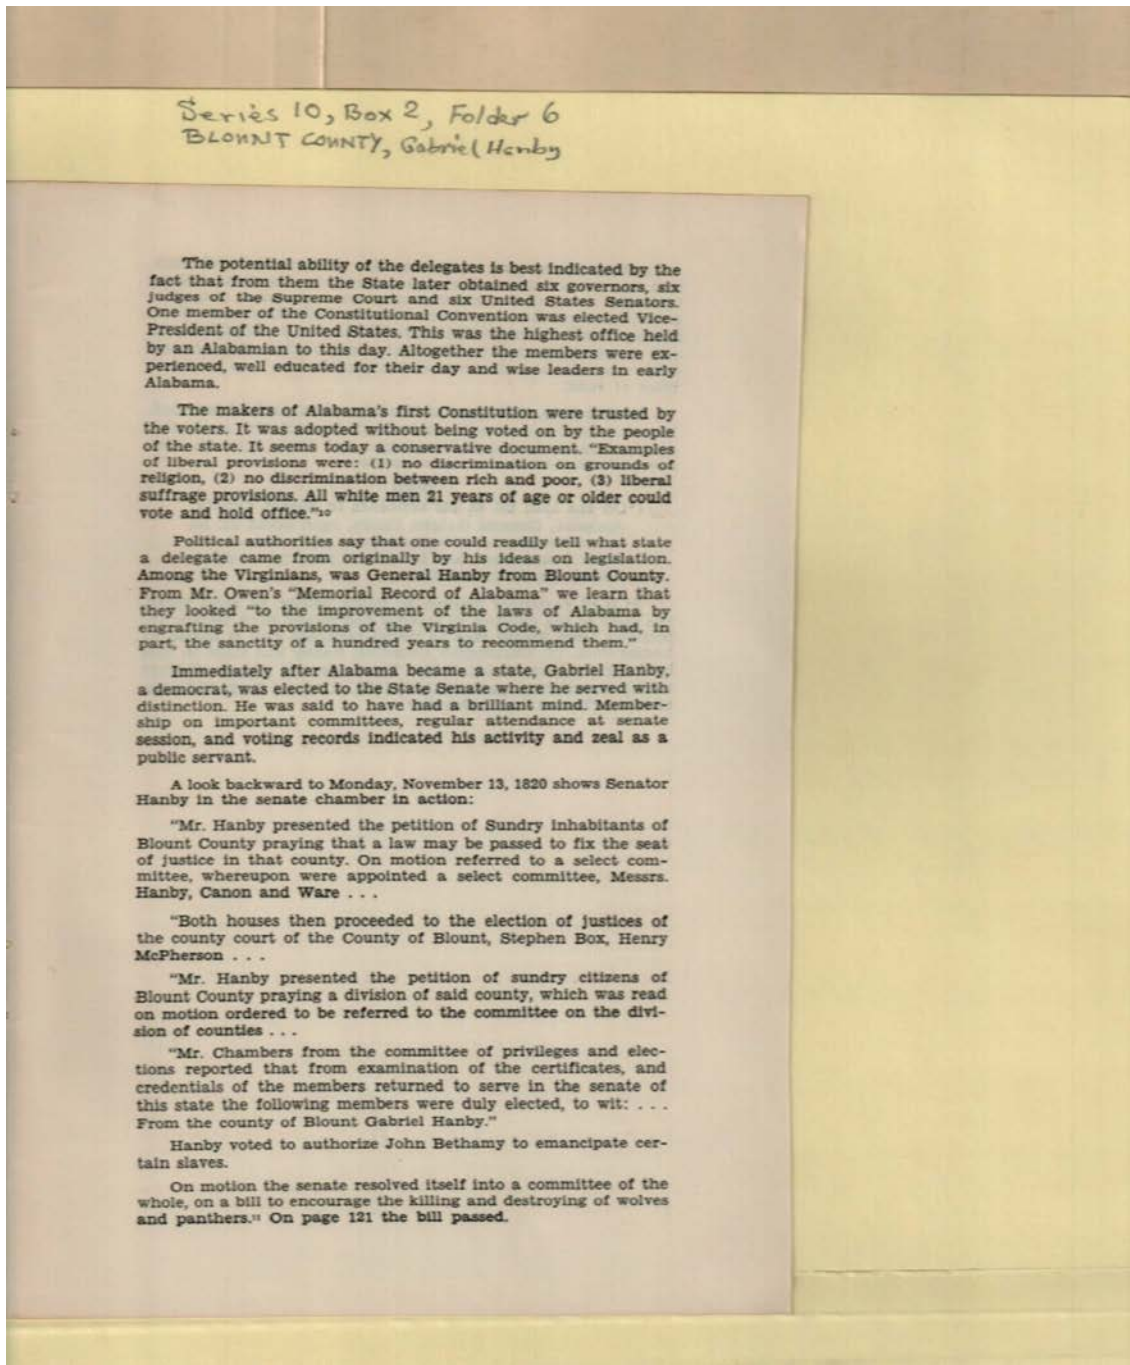 Series 10, Box 2, Folder 6
BLOUNT COUNTY, Gabriel Hanby
The potential ability of the delegates is best indicated by the
fact that from them the State later obtained six governors, six
judges of the Supreme Court and six United States Senators.
One member of the Constitutional Convention was elected Vice-
President of the United States. This was the highest office held
by an Alabamian to this day. Altogether the members were ex-
perienced, well educated for their day and wise leaders in early
Alabama.
The makers of Alabama's first Constitution were trusted by
the voters. It was adopted without being voted on by the people
of the state. It seems today a conservative document. "Examples
of liberal provisions were: (1) no discrimination on grounds of
religion, (2) no discrimination between rich and poor, (3) liberal
suffrage provisions. All white men 21 years of age or older could
vote and hold office."10
Political authorities say that one could readily tell what state
a delegate came from originally by his ideas on legislation.
Among the Virginians, was General Hanby from Blount County.
From Mr. Owen's "Memorial Record of Alabama" we learn that
they looked "to the improvement of the laws of Alabama by
engrafting the provisions of the Virginia Code, which had, in
part, the sanctity of a hundred years to recommend them."
Immediately after Alabama became a state, Gabriel Hanby,
a democrat, was elected to the State Senate where he served with
distinction. He was said to have had a brilliant mind. Member-
ship on important committees, regular attendance at senate
session, and voting records indicated his activity and zeal as a
public servant.
A look backward to Monday, November 13, 1820 shows Senator
Hanby in the senate chamber in action:
"Mr. Hanby presented the petition of Sundry Inhabitants of
Blount County praying that a law may be passed to fix the seat
of justice in that county. On motion referred to a select com-
mittee, whereupon were appointed a select committee, Messrs.
Hanby, Canon and Ware . . .
"Both houses then proceeded to the election of justices of
the county court of the County of Blount, Stephen Box, Henry
McPherson . . .
"Mr. Hanby presented the petition of sundry citizens of
Blount County praying a division of said county, which was read
on motion ordered to be referred to the committee on the divi-
sion of counties . . .
"Mr. Chambers from the committee of privileges and elec-
tions reported that from examination of the certificates, and
credentials of the members returned to serve in the senate of
this state the following members were duly elected, to wit: . . .
From the county of Blount Gabriel Hanby."
Hanby voted to authorize John Bethamy to emancipate cer-
tain slaves.
On motion the senate resolved itself into a committee of the
whole, on a bill to encourage the killing and destroying of wolves
and panthers.11 On page 121 the bill passed.